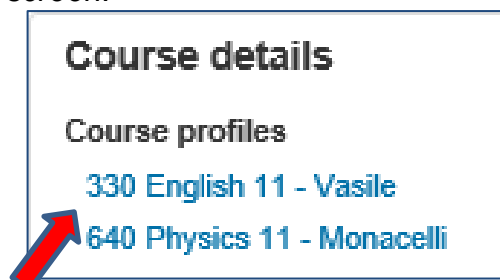 Course details
Course profiles
330 English 11 - Vasile
640 Physics 11 - Monacelli